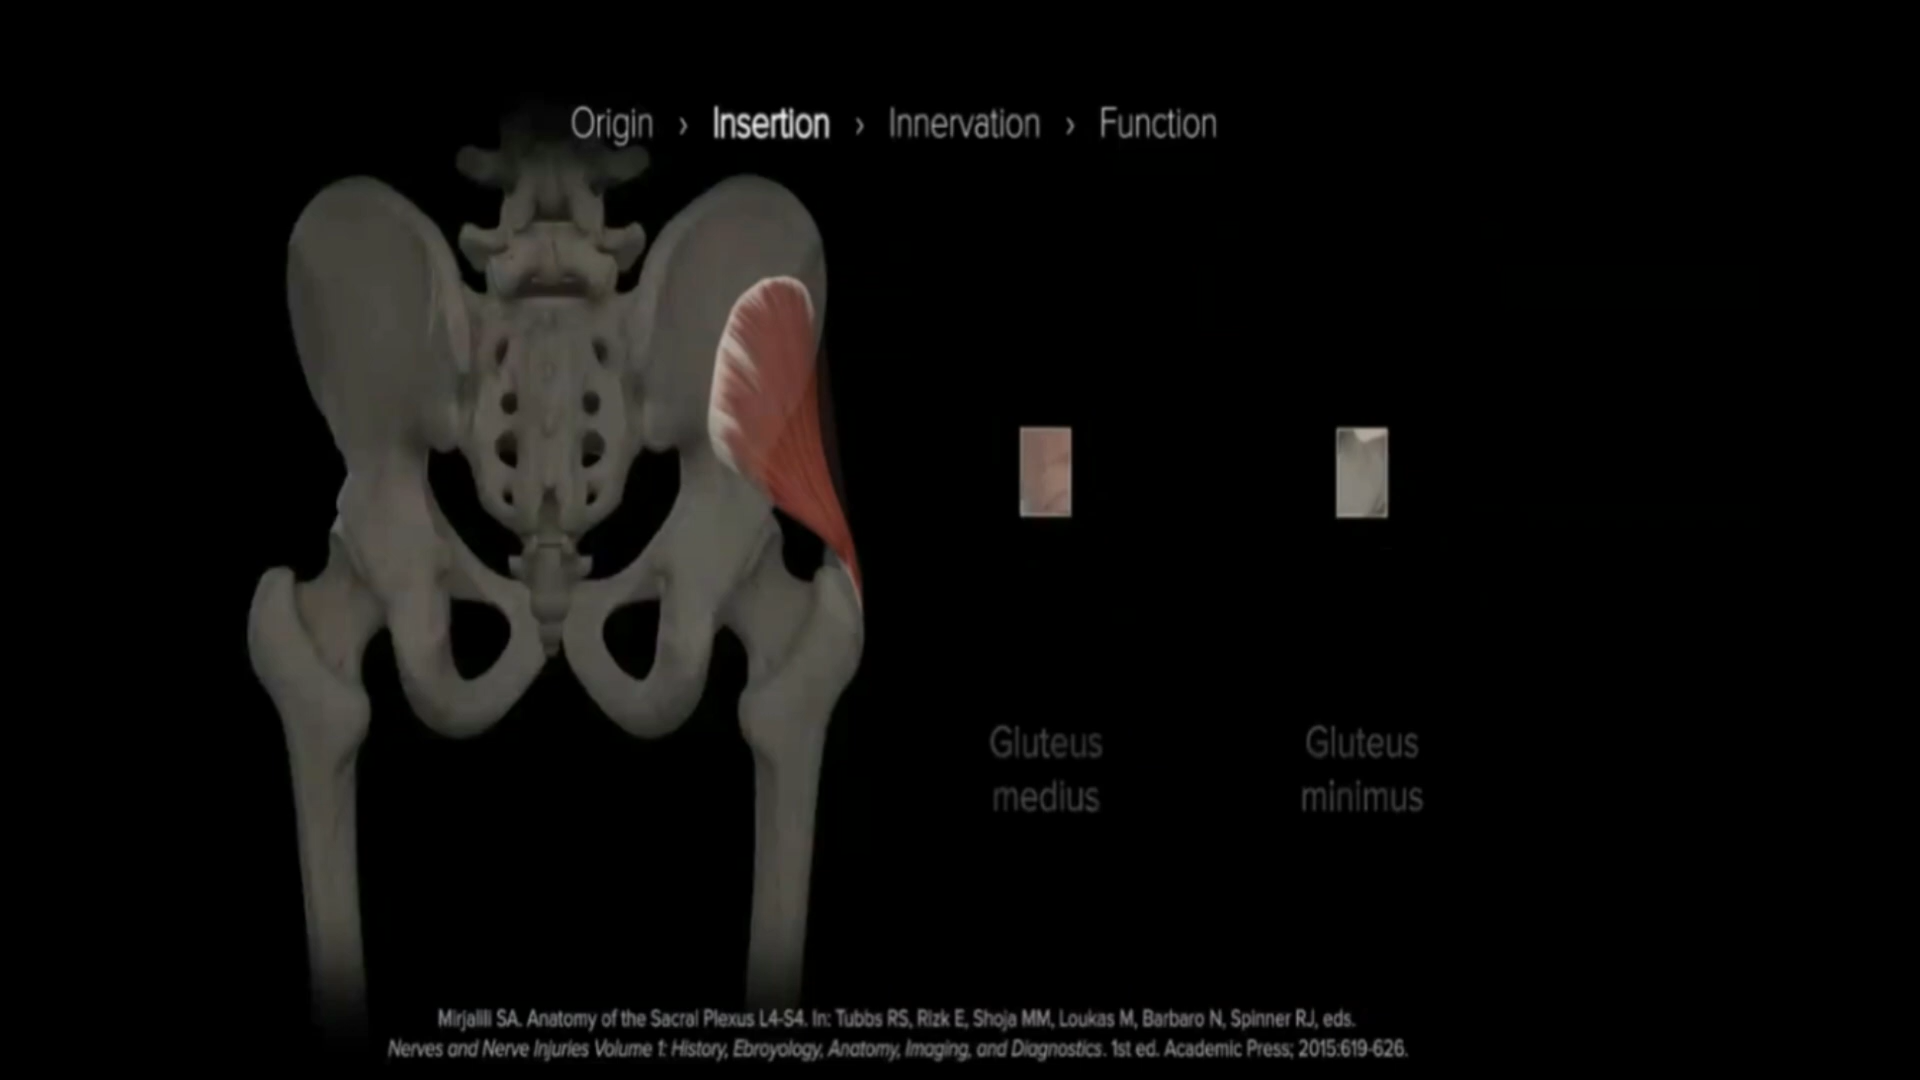 Origin › Insertion › Innervation › Function
Gluteus
medius
Gluteus
minimus
Mirjalili SA. Anatomy of the Sacral Plexus L4-S4. In: Tubbs RS, Rizk E, Shoja MM, Loukas M, Barbaro N, Spinner RJ, eds.
Nerves and Nerve Injuries Volume 1: History, Ebroyology, Anatomy, Imaging, and Diagnostics. 1st ed. Academic Press; 2015:619-626.